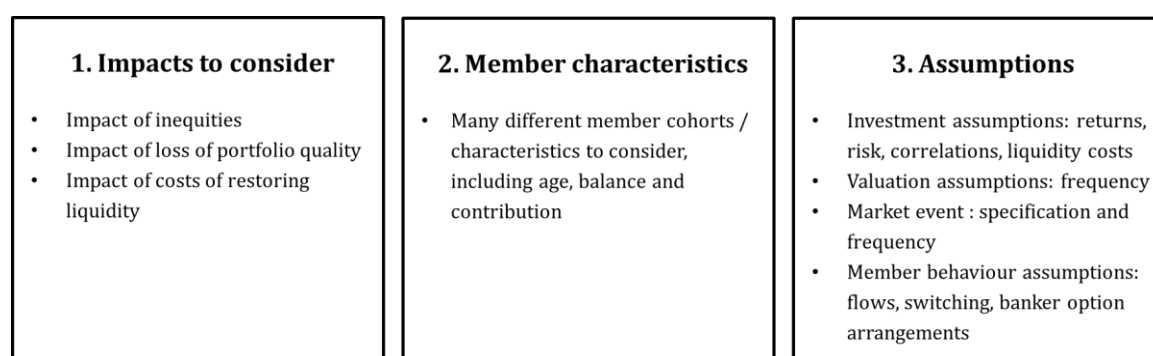 1. Impacts to consider
• Impact of inequities
• Impact of loss of portfolio quality
• Impact of costs of restoring
liquidity
2. Member characteristics
• Many different member cohorts /
characteristics to consider,
including age, balance and
contribution
3. Assumptions
• Investment assumptions: returns,
risk, correlations, liquidity costs
• Valuation assumptions: frequency
• Market event : specification and
frequency
• Member behaviour assumptions:
flows, switching, banker option
arrangements